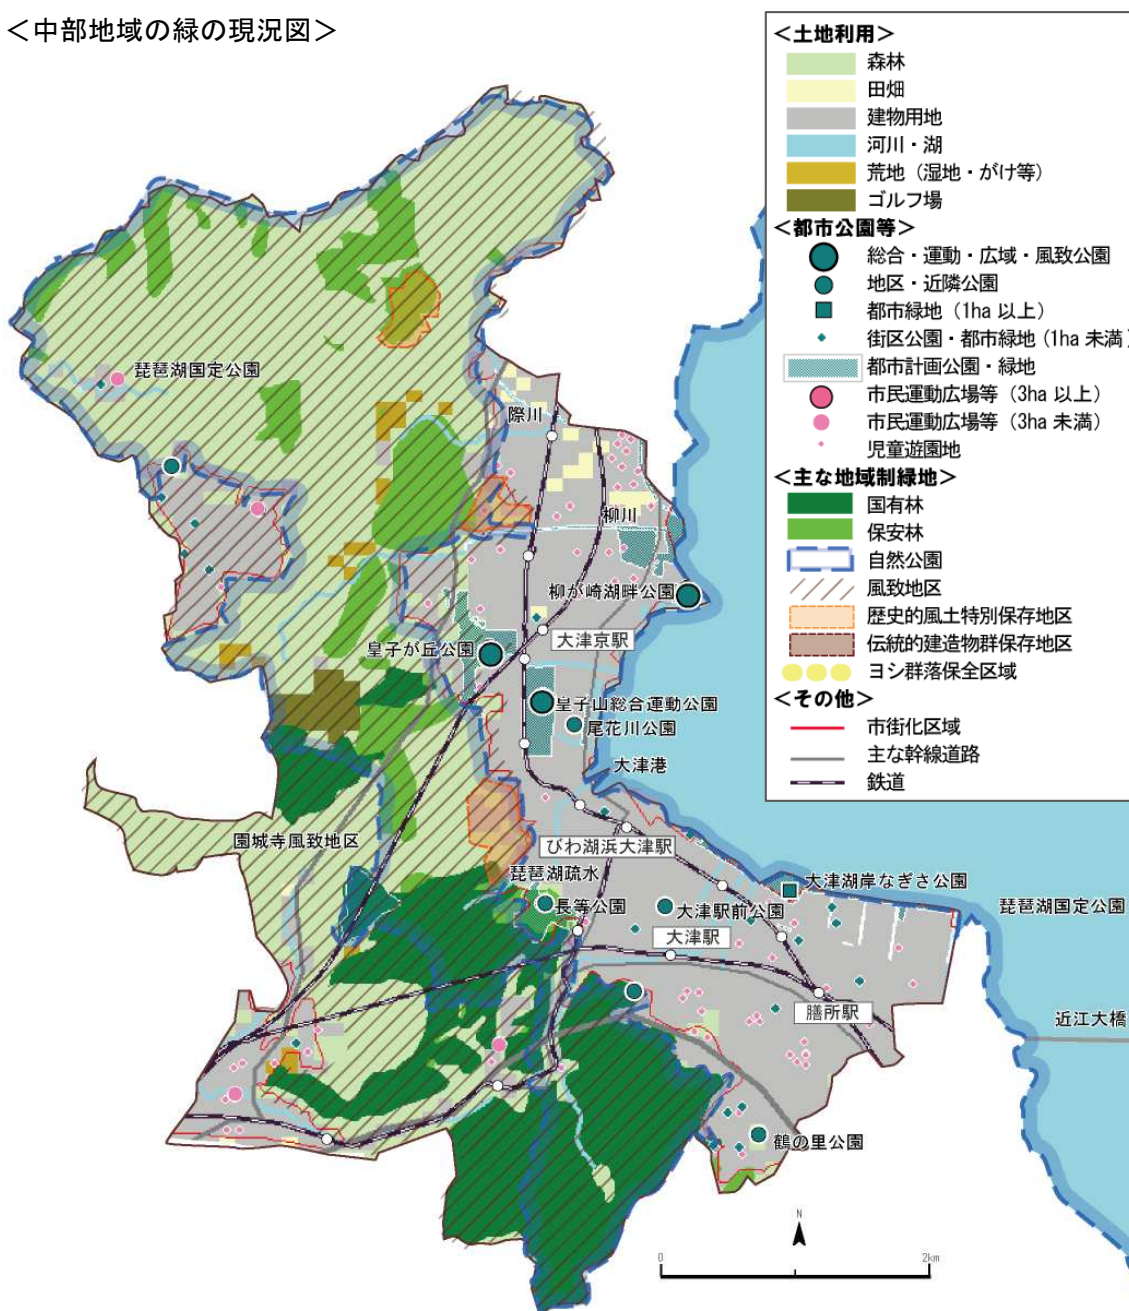 ＜中部地域の緑の現況図＞
＜土地利用＞
森林
田畑
建物用地
河川・湖
荒地（湿地・がけ等）
ゴルフ場
＜都市公園等＞
総合・運動・広域・風致公園
地区・近隣公園
都市緑地（1ha 以上）
街区公園・都市緑地（1ha 未満）
都市計画公園・緑地
市民運動広場等（3ha 以上）
市民運動広場等（3ha 未満）
児童遊園地
＜主な地域制緑地＞
国有林
保安林
自然公園
風致地区
歴史的風土特別保存地区
伝統的建造物群保存地区
ヨシ群落保全区域
＜その他＞
市街化区域
主な幹線道路
鉄道
琵琶湖国定公園
際川
柳川
柳が崎湖畔公園
大津京駅
皇子が丘公園
皇子山総合運動公園
尾花川公園
大津港
園城寺風致地区
びわ湖浜大津駅
琵琶湖疏水
長等公園
大津湖岸なぎさ公園
大津駅前公園
琵琶湖国定公園
大津駅
膳所駅
近江大橋
鶴の里公園
N
0 2km